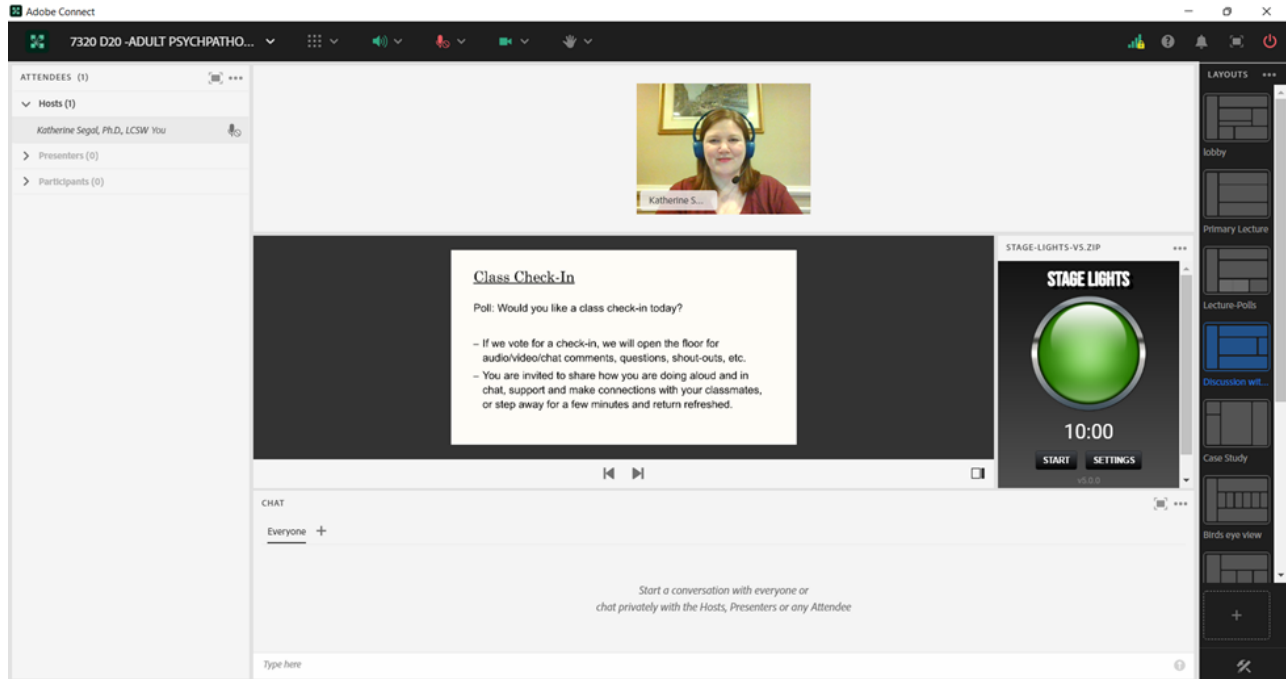 Adobe Connect
7320 D20 -ADULT PSYCHPATHO...
ATTENDEES (1)
Hosts (1)
Katherine Segal, Ph.D., LCSW You
Presenters (0)
Participants (0)
Katherine S...
Class Check-In
Poll: Would you like a class check-in today?
– If we vote for a check-in, we will open the floor for
audio/video/chat comments, questions, shout-outs, etc.
– You are invited to share how you are doing aloud and in
chat, support and make connections with your classmates,
or step away for a few minutes and return refreshed.
STAGE-LIGHTS-V5.ZIP
STAGE LIGHTS
10:00
START SETTINGS
v5.0.0
CHAT
Everyone
Start a conversation with everyone or
chat privately with the Hosts, Presenters or any Attendee
Type here
LAYOUTS
lobby
Primary Lecture
Lecture-Polls
Discussion wit...
Case Study
Birds eye view